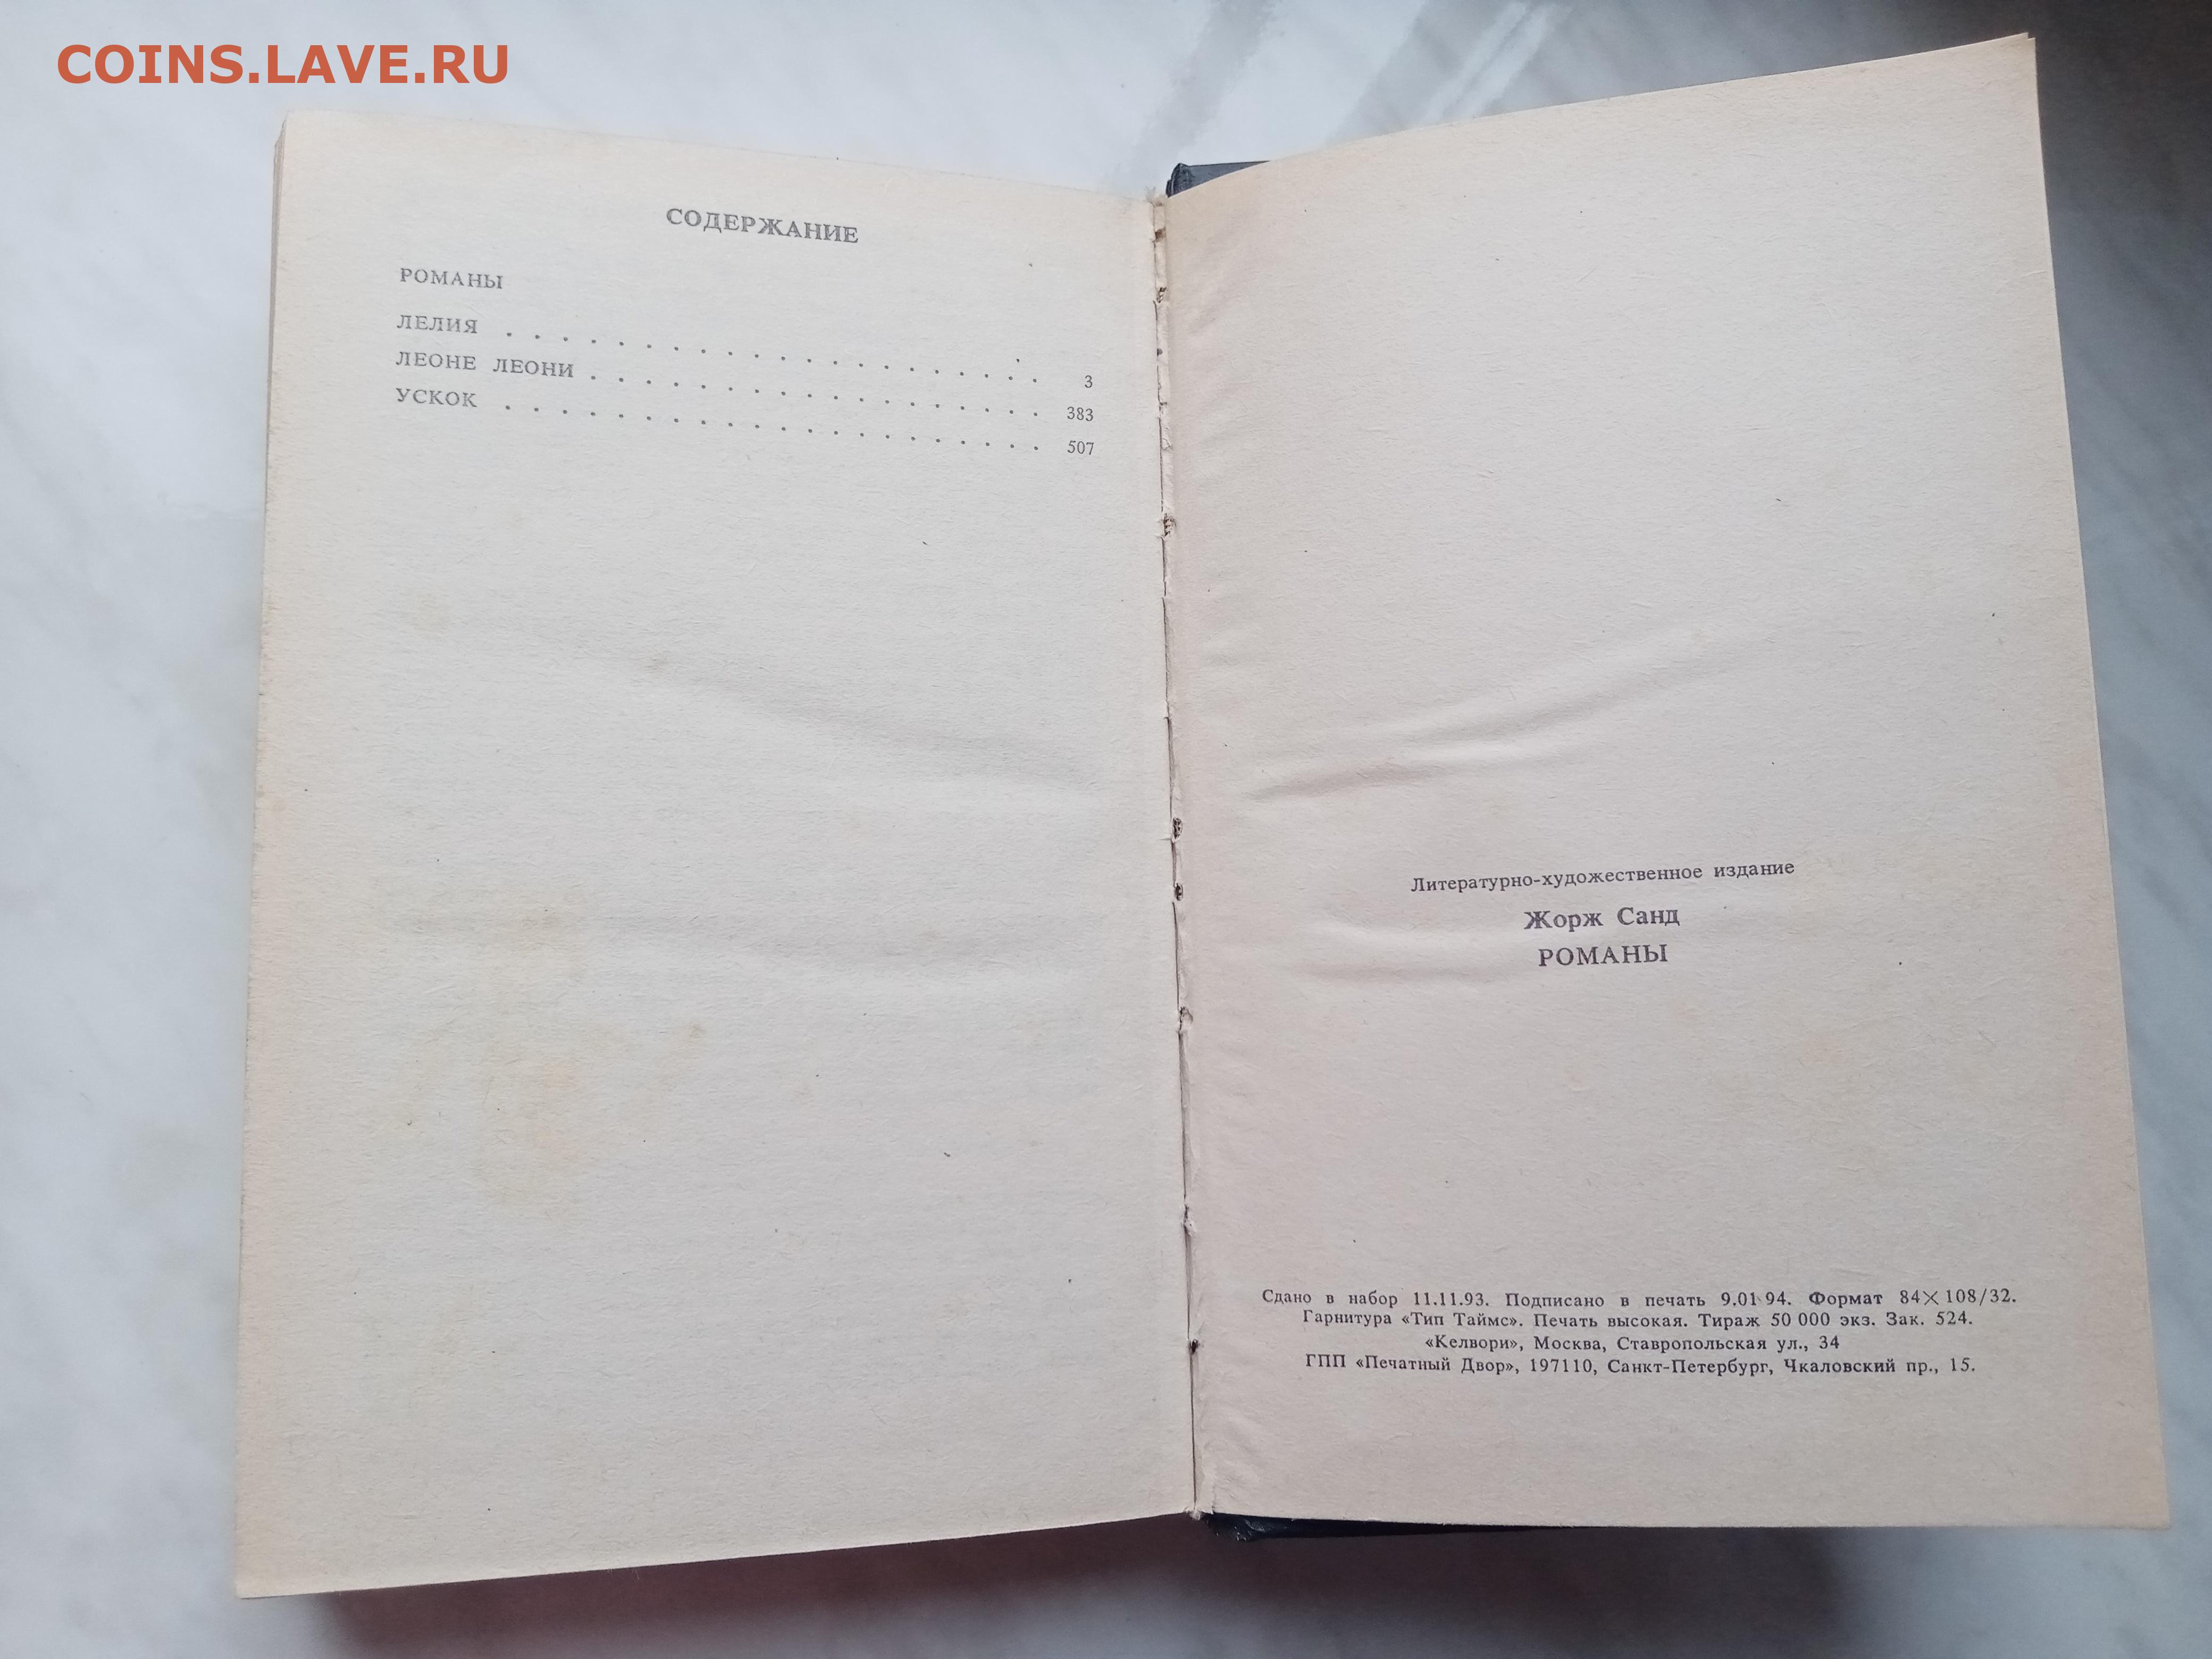 COINS.LAVE.RU
СОДЕРЖАНИЕ
РОМАНЫ
ЛЕЛИЯ . . . . . . . . . . . . . . . . . . . . 3
ЛЕОНЕ ЛЕОНИ . . . . . . . . . . . . . . . . . 383
УСКОК . . . . . . . . . . . . . . . . . . . . 507
Литературно-художественное издание
Жорж Санд
РОМАНЫ
Сдано в набор 11.11.93. Подписано в печать 9.01 94. Формат 84×108/32.
Гарнитура «Тип Таймс». Печать высокая. Тираж 50 000 экз. Зак. 524.
«Келвори», Москва, Ставропольская ул., 34
ГПП «Печатный Двор», 197110, Санкт-Петербург, Чкаловский пр., 15.